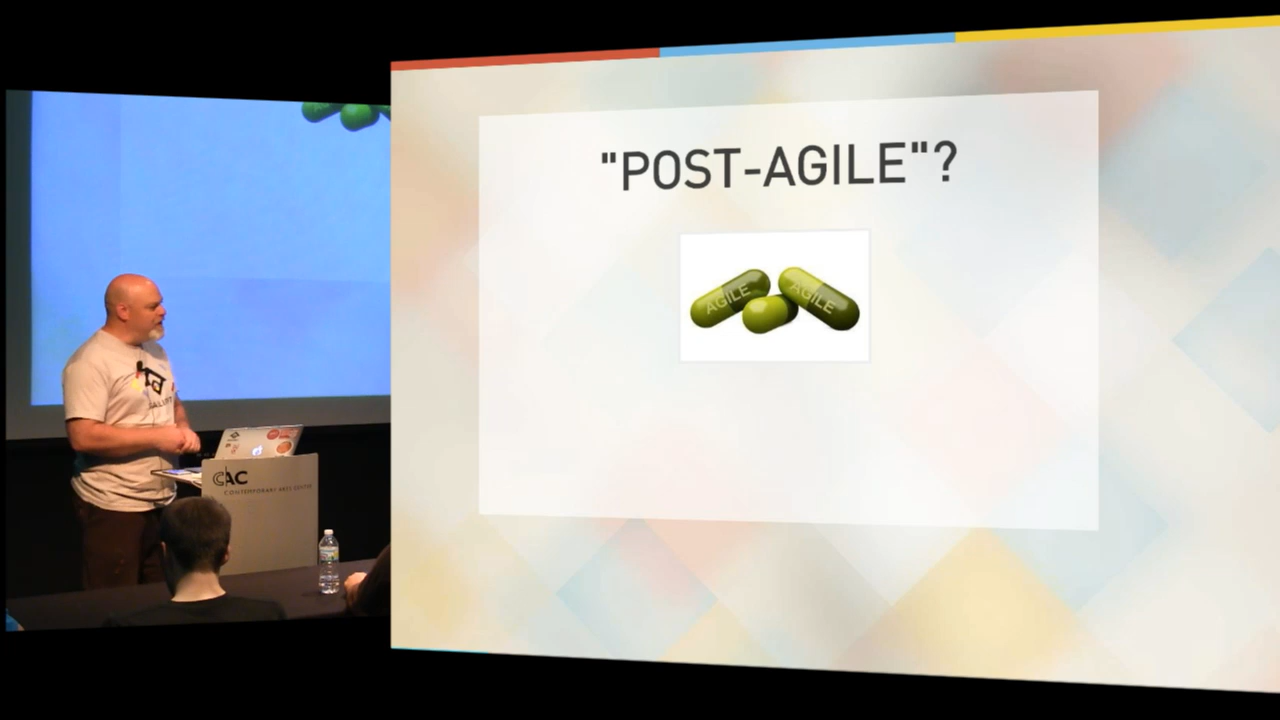 "POST-AGILE"?
AGILE
AGILE
CAC
CONTEMPORARY ARTS CENTER